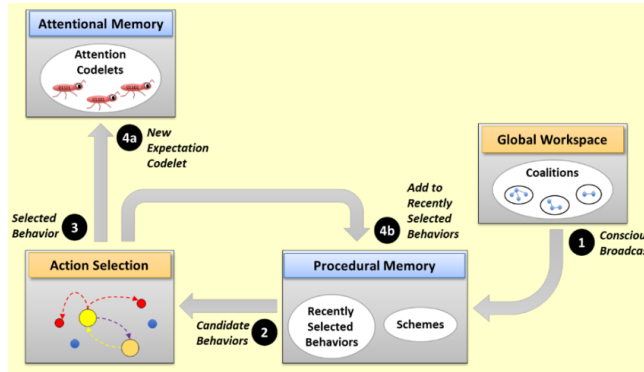 Attentional Memory
Attention
Codelets
4a
New
Expectation
Codelet
Global Workspace
Coalitions
Selected
Behavior
3
Add to
Recently
Selected
Behaviors
4b
1
Conscious
Action Selection
Procedural Memory
Recently
Selected
Behaviors
Schemes
Candidate
Behaviors
2